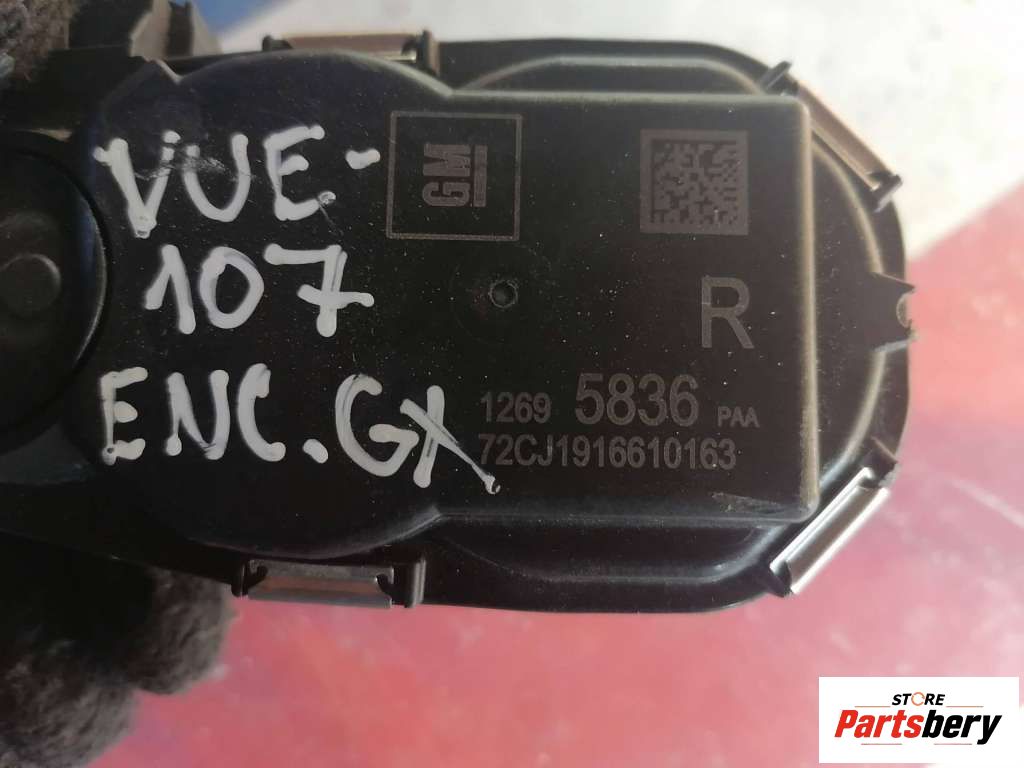 VUE-
107
ENC.GX
GM
R
1269 5836 PAA
72CJ1916610163
STORE
Partsbery